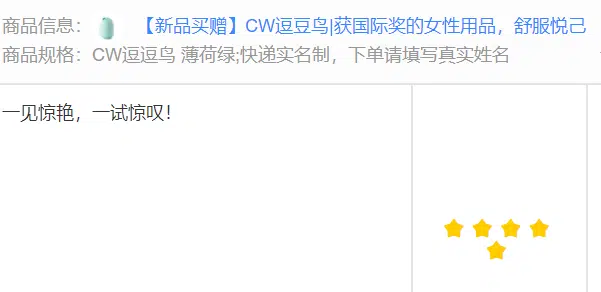 商品信息：【新品买赠】CW逗豆鸟|获国际奖的女性用品，舒服悦己
商品规格：CW逗逗鸟 薄荷绿;快递实名制，下单请填写真实姓名
一见惊艳，一试惊叹！